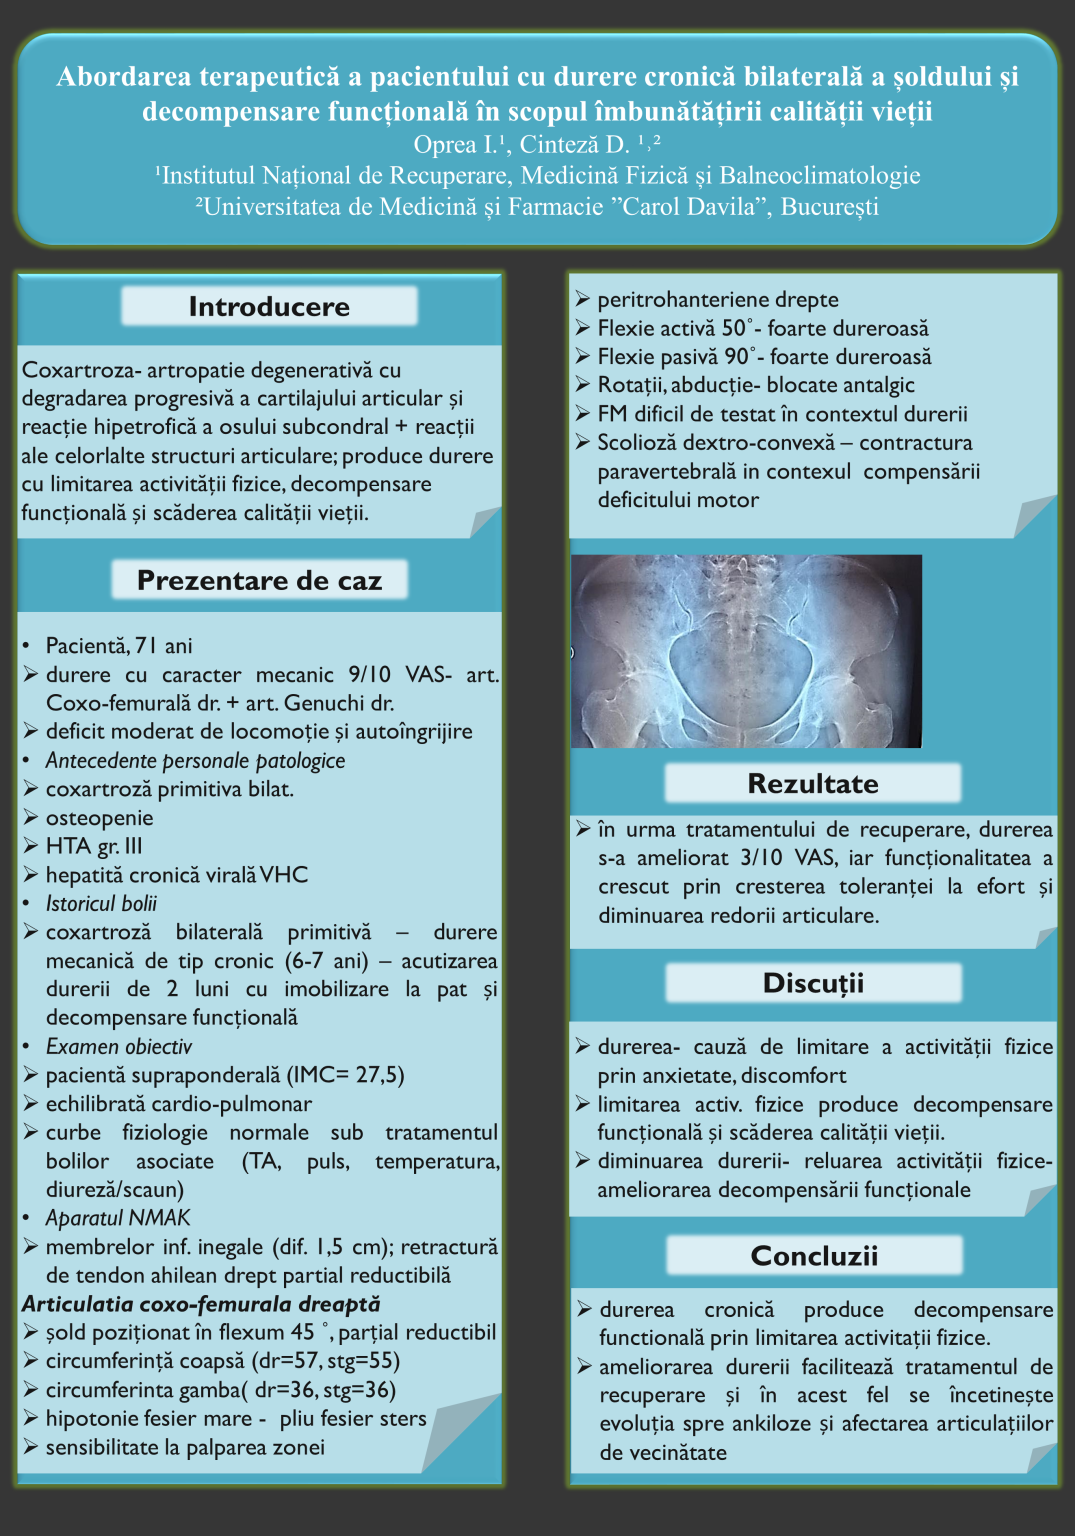 Abordarea terapeutică a pacientului cu durere cronică bilaterală a șoldului și
decompensare funcțională în scopul îmbunătățirii calității vieții
Oprea I.¹, Cinteză D. ¹,²
¹Institutul Național de Recuperare, Medicină Fizică și Balneoclimatologie
²Universitatea de Medicină și Farmacie ”Carol Davila”, București
Introducere
Coxartroza- artropatie degenerativă cu
degradarea progresivă a cartilajului articular și
reacție hipetrofică a osului subcondral + reacții
ale celorlalte structuri articulare; produce durere
cu limitarea activității fizice, decompensare
funcțională și scăderea calității vieții.
Prezentare de caz
• Pacientă, 71 ani
➢ durere cu caracter mecanic 9/10 VAS- art.
Coxo-femurală dr. + art. Genuchi dr.
➢ deficit moderat de locomoție și autoîngrijire
• Antecedente personale patologice
➢ coxartroză primitiva bilat.
➢ osteopenie
➢ HTA gr. III
➢ hepatită cronică virală VHC
• Istoricul bolii
➢ coxartroză bilaterală primitivă – durere
mecanică de tip cronic (6-7 ani) – acutizarea
durerii de 2 luni cu imobilizare la pat și
decompensare funcțională
• Examen obiectiv
➢ pacientă supraponderală (IMC= 27,5)
➢ echilibrată cardio-pulmonar
➢ curbe fiziologie normale sub tratamentul
bolilor asociate (TA, puls, temperatura,
diureză/scaun)
• Aparatul NMAK
➢ membrelor inf. inegale (dif. 1,5 cm); retractură
de tendon ahilean drept partial reductibilă
Articulatia coxo-femurala dreaptă
➢ șold poziționat în flexum 45 ˚, parțial reductibil
➢ circumferință coapsă (dr=57, stg=55)
➢ circumferinta gamba( dr=36, stg=36)
➢ hipotonie fesier mare - pliu fesier sters
➢ sensibilitate la palparea zonei
➢ peritrohanteriene drepte
➢ Flexie activă 50˚- foarte dureroasă
➢ Flexie pasivă 90˚- foarte dureroasă
➢ Rotații, abducție- blocate antalgic
➢ FM dificil de testat în contextul durerii
➢ Scolioză dextro-convexă – contractura
paravertebrală in contexul compensării
deficitului motor
Rezultate
➢ în urma tratamentului de recuperare, durerea
s-a ameliorat 3/10 VAS, iar funcționalitatea a
crescut prin cresterea toleranței la efort și
diminuarea redorii articulare.
Discuții
➢ durerea- cauză de limitare a activității fizice
prin anxietate, discomfort
➢ limitarea activ. fizice produce decompensare
funcțională și scăderea calității vieții.
➢ diminuarea durerii- reluarea activității fizice-
ameliorarea decompensării funcționale
Concluzii
➢ durerea cronică produce decompensare
functională prin limitarea activitații fizice.
➢ ameliorarea durerii facilitează tratamentul de
recuperare și în acest fel se încetinește
evoluția spre ankiloze și afectarea articulațiilor
de vecinătate